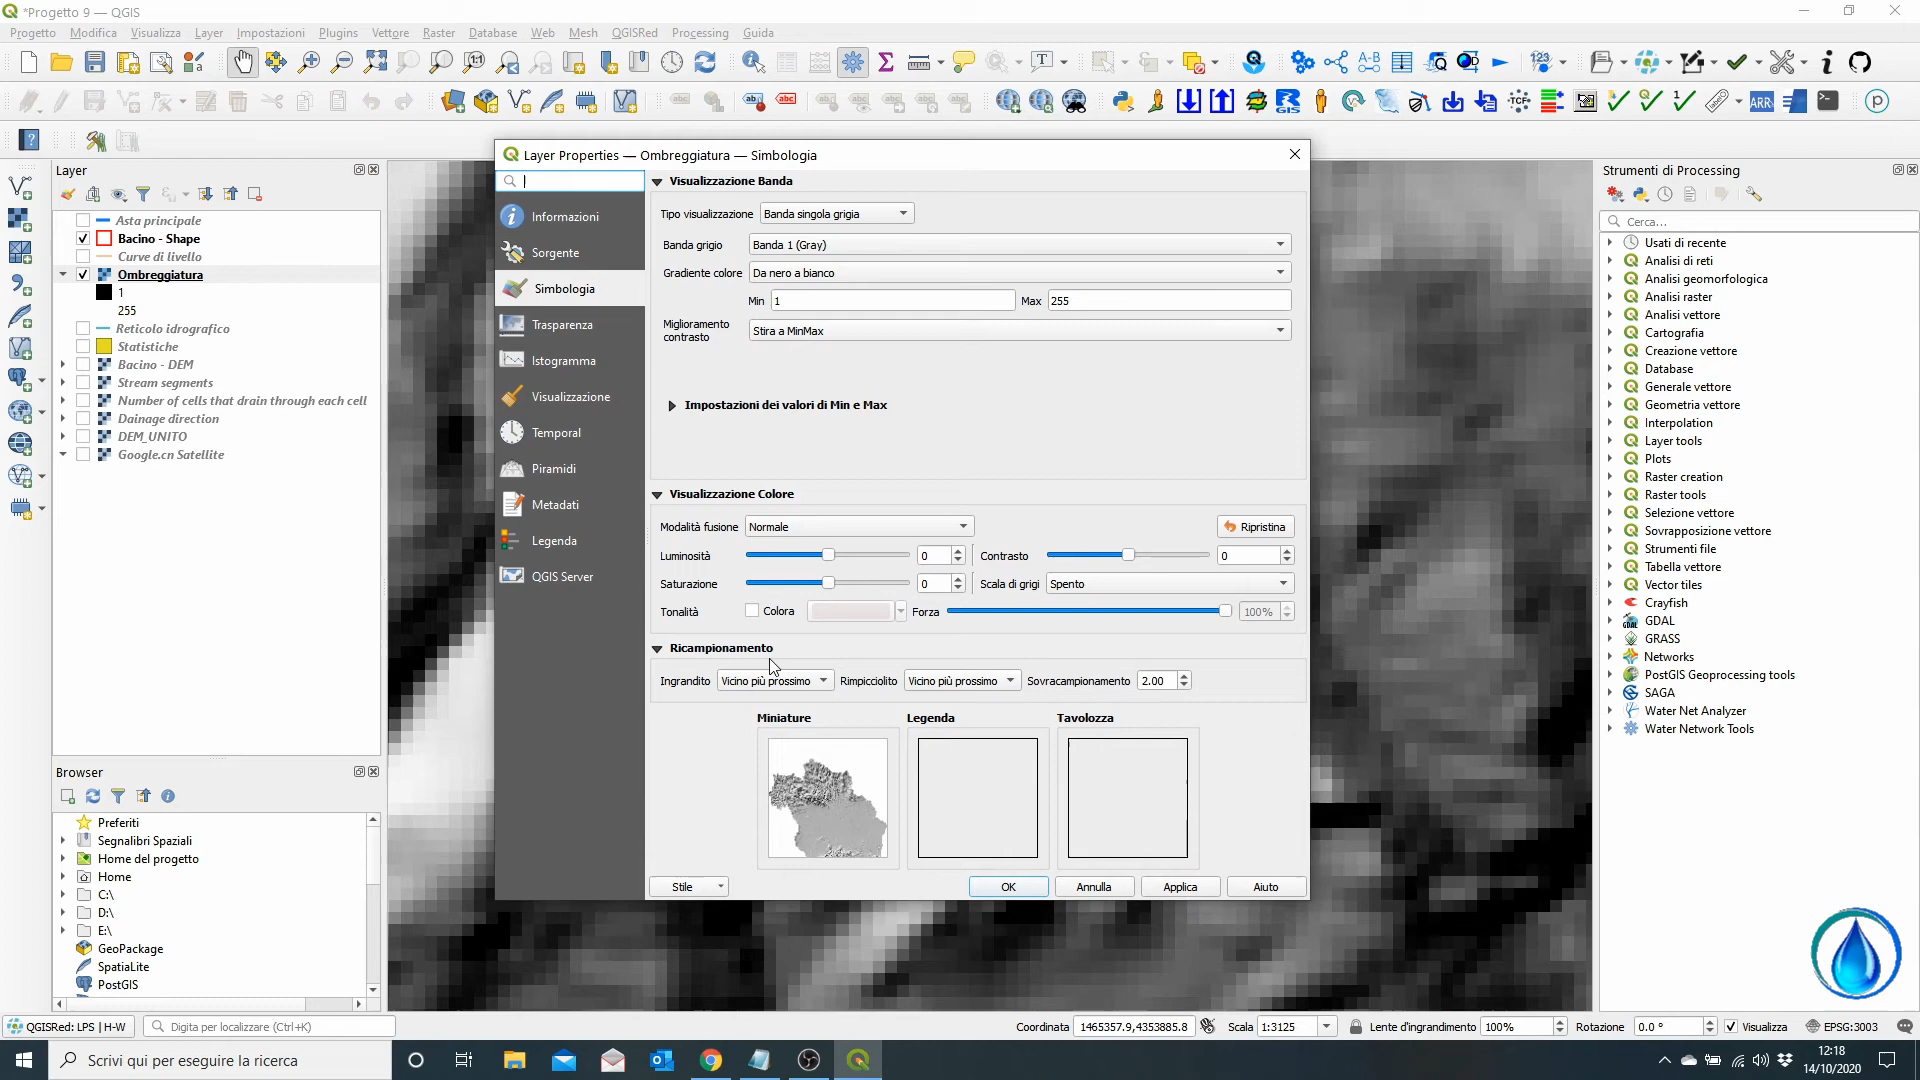 *Progetto 9 — QGIS
Progetto Modifica Visualizza Layer Impostazioni Plugins Vettore Raster Database Web Mesh QGISRed Processing Guida
Layer
Asta principale
Bacino - Shape
Curve di livello
Ombreggiatura
1
255
Reticolo idrografico
Statistiche
Bacino - DEM
Stream segments
Number of cells that drain through each cell
Dainage direction
DEM_UNITO
Google.cn Satellite
Browser
Preferiti
Segnalibri Spaziali
Home del progetto
Home
C:\
D:\
E:\
GeoPackage
SpatiaLite
PostGIS
Layer Properties — Ombreggiatura — Simbologia
Informazioni
Sorgente
Simbologia
Trasparenza
Istogramma
Visualizzazione
Temporal
Piramidi
Metadati
Legenda
QGIS Server
Visualizzazione Banda
Tipo visualizzazione Banda singola grigia
Banda grigio Banda 1 (Gray)
Gradiente colore Da nero a bianco
Min 1 Max 255
Miglioramento
contrasto Stira a MinMax
Impostazioni dei valori di Min e Max
Visualizzazione Colore
Modalità fusione Normale Ripristina
Luminosità 0 Contrasto 0
Saturazione 0 Scala di grigi Spento
Tonalità Colora Forza 100%
Ricampionamento
Ingrandito Vicino più prossimo Rimpicciolito Vicino più prossimo Sovracampionamento 2.00
Miniature Legenda Tavolozza
Stile OK Annulla Applica Aiuto
Strumenti di Processing
Cerca...
Usati di recente
Analisi di reti
Analisi geomorfologica
Analisi raster
Analisi vettore
Cartografia
Creazione vettore
Database
Generale vettore
Geometria vettore
Interpolation
Layer tools
Plots
Raster creation
Raster tools
Selezione vettore
Sovrapposizione vettore
Strumenti file
Tabella vettore
Vector tiles
Crayfish
GDAL
GRASS
Networks
PostGIS Geoprocessing tools
SAGA
Water Net Analyzer
Water Network Tools
QGISRed: LPS | H-W Digita per localizzare (Ctrl+K) Coordinata 1465357.9,4353885.8 Scala 1:3125 Lente d'ingrandimento 100% Rotazione 0.0 ° Visualizza EPSG:3003
Scrivi qui per eseguire la ricerca
12:18
14/10/2020